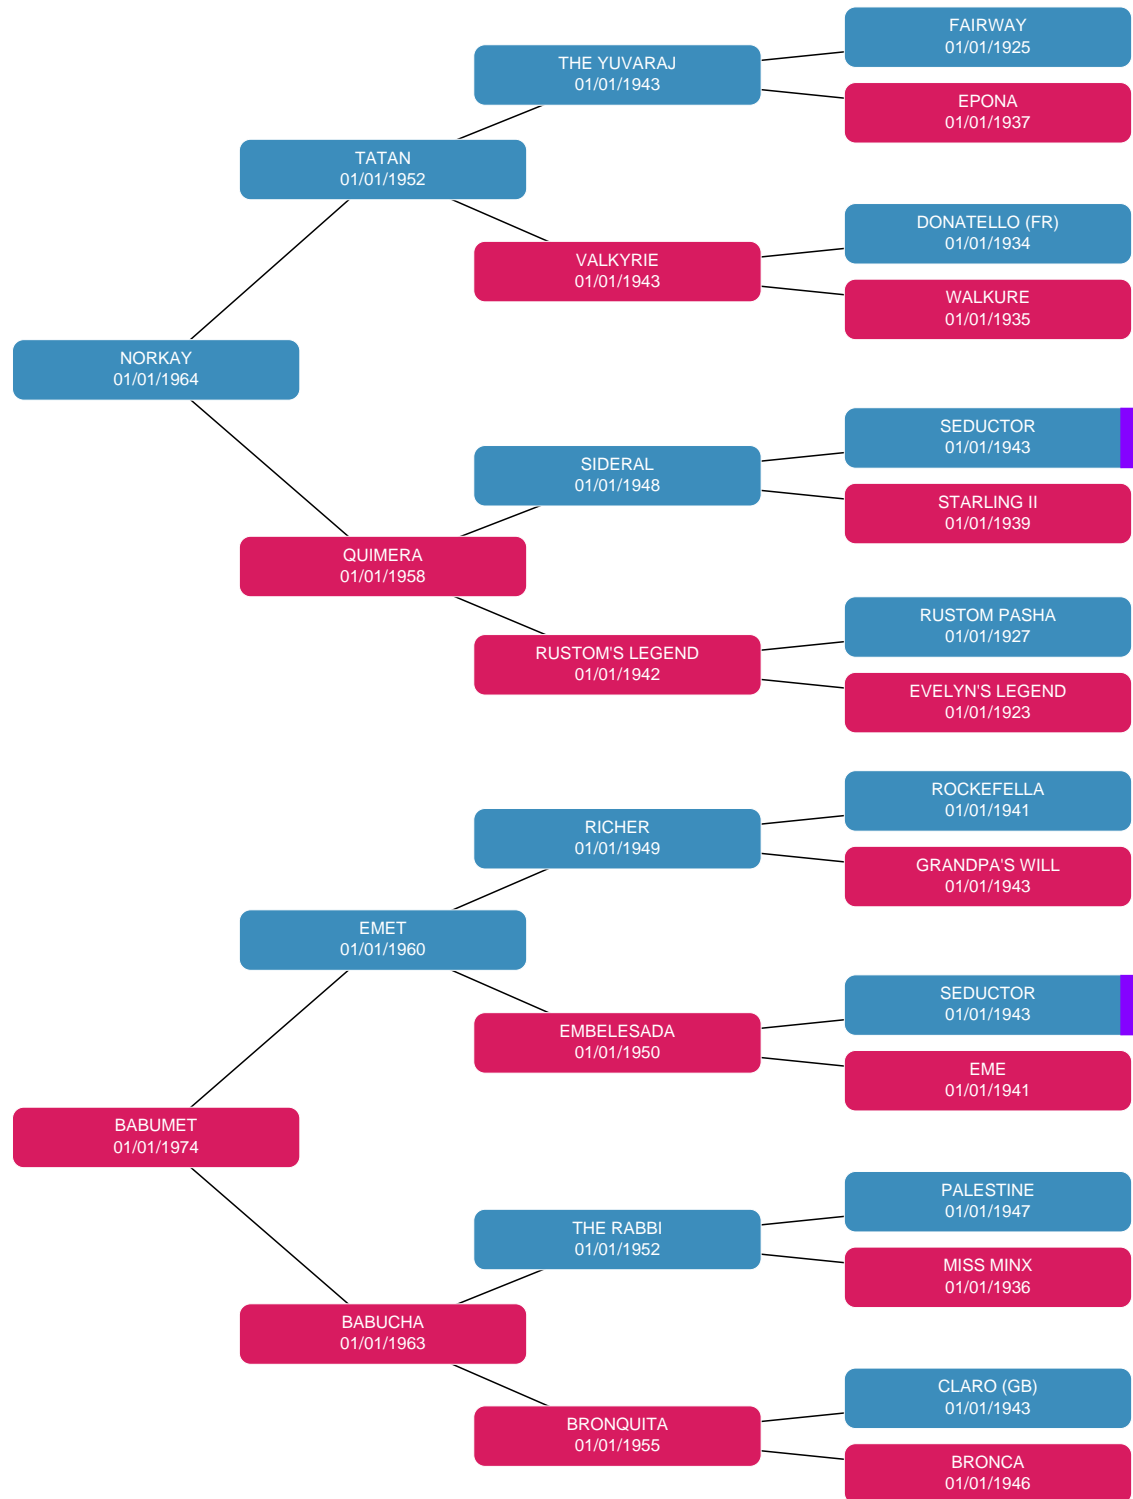 FAIRWAY
01/01/1925
THE YUVARAJ
01/01/1943
EPONA
01/01/1937
TATAN
01/01/1952
DONATELLO (FR)
01/01/1934
VALKYRIE
01/01/1943
WALKURE
01/01/1935
NORKAY
01/01/1964
SEDUCTOR
01/01/1943
SIDERAL
01/01/1948
STARLING II
01/01/1939
QUIMERA
01/01/1958
RUSTOM PASHA
01/01/1927
RUSTOM'S LEGEND
01/01/1942
EVELYN'S LEGEND
01/01/1923
ROCKEFELLA
01/01/1941
RICHER
01/01/1949
GRANDPA'S WILL
01/01/1943
EMET
01/01/1960
SEDUCTOR
01/01/1943
EMBELESADA
01/01/1950
EME
01/01/1941
BABUMET
01/01/1974
PALESTINE
01/01/1947
THE RABBI
01/01/1952
MISS MINX
01/01/1936
BABUCHA
01/01/1963
CLARO (GB)
01/01/1943
BRONQUITA
01/01/1955
BRONCA
01/01/1946